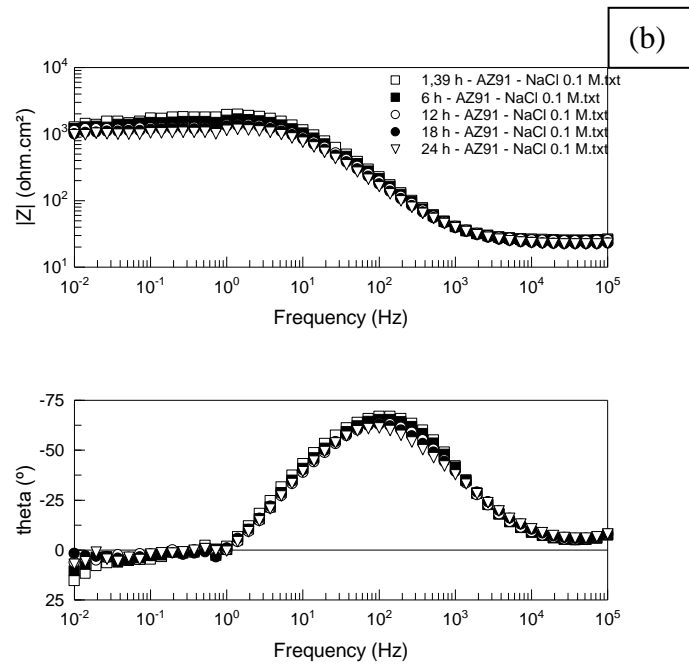 (b)
10⁴
10³
10²
10¹
|Z| (ohm.cm²)
1,39 h - AZ91 - NaCl 0.1 M.txt
6 h - AZ91 - NaCl 0.1 M.txt
12 h - AZ91 - NaCl 0.1 M.txt
18 h - AZ91 - NaCl 0.1 M.txt
24 h - AZ91 - NaCl 0.1 M.txt
10⁻² 10⁻¹ 10⁰ 10¹ 10² 10³ 10⁴ 10⁵
Frequency (Hz)
-75
-50
-25
0
25
theta (º)
10⁻² 10⁻¹ 10⁰ 10¹ 10² 10³ 10⁴ 10⁵
Frequency (Hz)